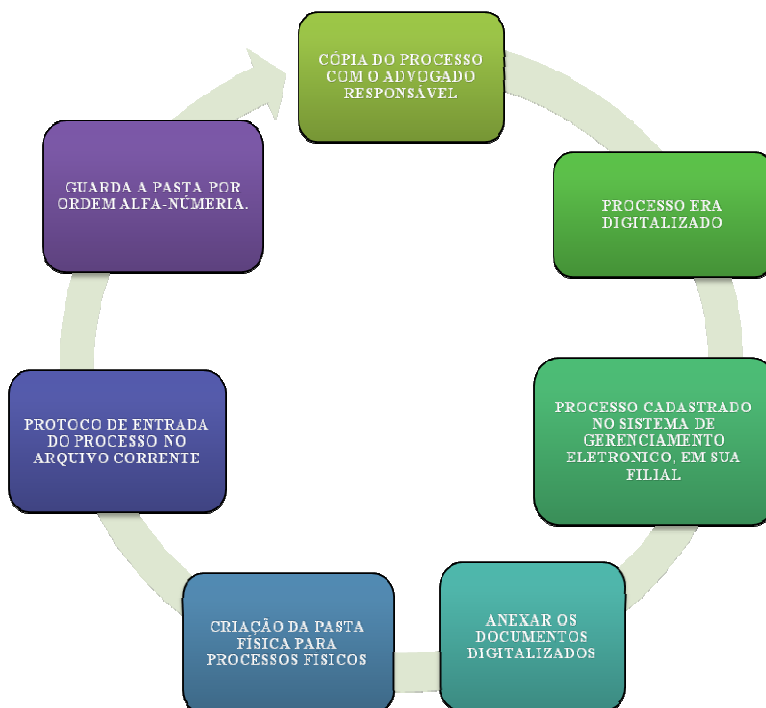 CÓPIA DO PROCESSO
COM O ADVOGADO
RESPONSÁVEL
PROCESSO ERA
DIGITALIZADO
PROCESSO CADASTRADO
NO SISTEMA DE
GERENCIAMENTO
ELETRONICO, EM SUA
FILIAL
ANEXAR OS
DOCUMENTOS
DIGITALIZADOS
CRIAÇÃO DA PASTA
FÍSICA PARA
PROCESSOS FISICOS
PROTOCO DE ENTRADA
DO PROCESSO NO
ARQUIVO CORRENTE
GUARDA A PASTA POR
ORDEM ALFA-NÚMERIA.